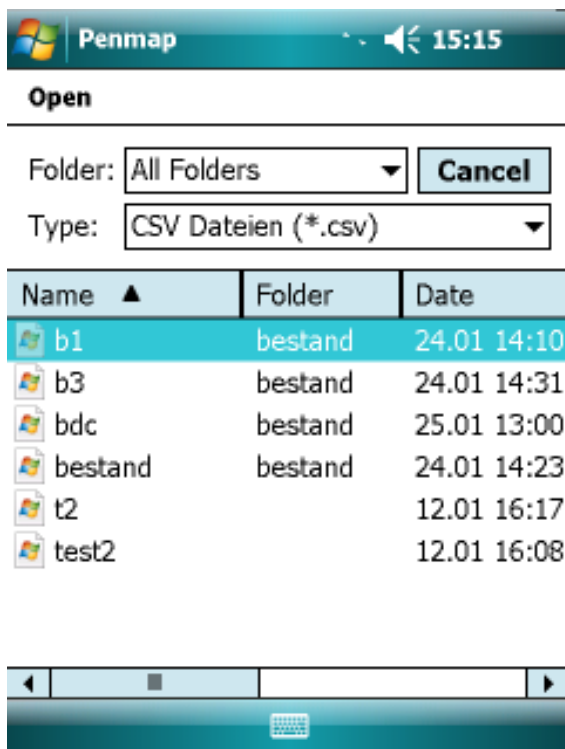 Penmap 15:15
Open
Folder: All Folders Cancel
Type: CSV Dateien (*.csv)
Name Folder Date
b1 bestand 24.01 14:10
b3 bestand 24.01 14:31
bdc bestand 25.01 13:00
bestand bestand 24.01 14:23
t2 12.01 16:17
test2 12.01 16:08